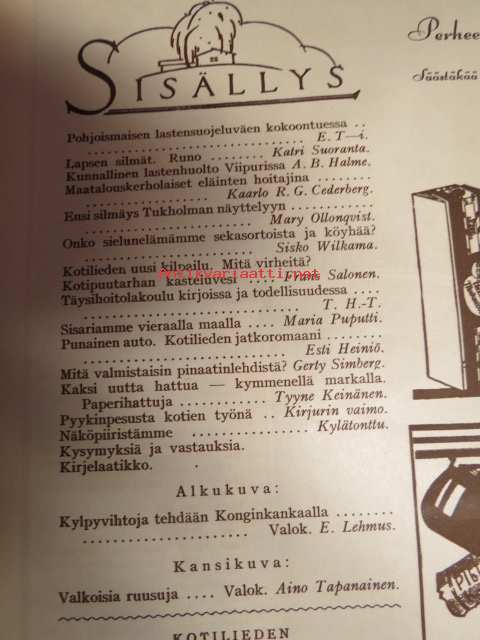 SISÄLLYS
Pohjoismaisen lastensuojeluväen kokoontuessa . .
. . . . . . . . . . . . . . . . . . . . . . . . . . . . E. T—i.
Lapsen silmät. Runo . . . . . . . . Katri Suoranta.
Kunnallinen lastenhuolto Viipurissa A. B. Halme.
Maatalouskerholaiset eläinten hoitajina . . . . . .
. . . . . . . . . . . . . . . . Kaarlo R. G. Cederberg.
Ensi silmäys Tukholman näyttelyyn . . . . . . . .
. . . . . . . . . . . . . . . . . . . . . . Mary Ollonqvist.
Onko sielunelämämme sekasortoista ja köyhää?
. . . . . . . . . . . . . . . . . . . . . . . . Sisko Wilkama.
Kotilieden uusi kilpailu. Mitä virheitä?
Kotipuutarhan kasteluvesi . . . . Frans Salonen.
Täysihoitolakoulu kirjoissa ja todellisuudessa . . . .
. . . . . . . . . . . . . . . . . . . . . . . . . . . . T. H.-T.
Sisariamme vieraalla maalla . . . . Maria Puputti.
Punainen auto. Kotilieden jatkoromaani . . . . . .
. . . . . . . . . . . . . . . . . . . . . . . . . . Esti Heiniö.
Mitä valmistaisin pinaatinlehdistä? Gerty Simberg.
Kaksi uutta hattua — kymmenellä markalla.
Paperihattuja . . . . . . . . . . Tyyne Keinänen.
Pyykinpesusta kotien työnä . . Kirjurin vaimo.
Näköpiiristämme . . . . . . . . . . . . . Kylätonttu.
Kysymyksiä ja vastauksia.
Kirjelaatikko.
Alkukuva:
Kylpyvihtoja tehdään Konginkankaalla . . . . . . . .
. . . . . . . . . . . . . . . . . . . . . . Valok. E. Lehmus.
Kansikuva:
Valkoisia ruusuja . . . . Valok. Aino Tapanainen.
KOTILIEDEN
Perhee
Säästäkää